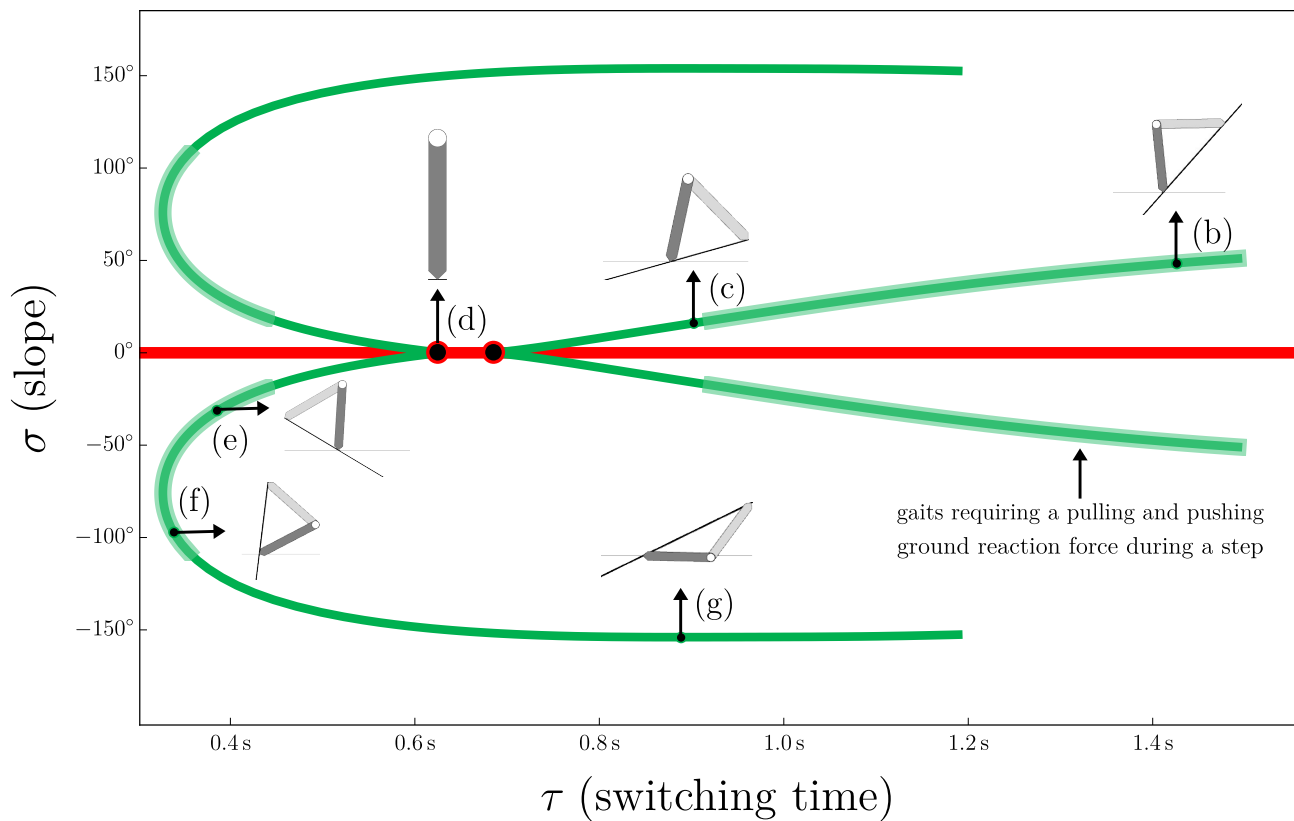 150°
100°
50°
0°
−50°
−100°
−150°
σ (slope)
(b)
(c)
(d)
(e)
(f)
(g)
gaits requiring a pulling and pushing
ground reaction force during a step
0.4 s
0.6 s
0.8 s
1.0 s
1.2 s
1.4 s
τ (switching time)